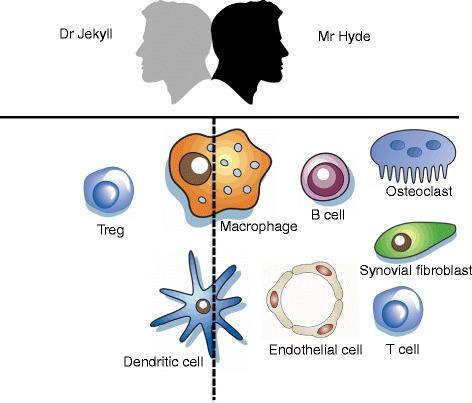 Dr Jekyll
Mr Hyde
Treg
Macrophage
B cell
Osteoclast
Synovial fibroblast
Dendritic cell
Endothelial cell
T cell